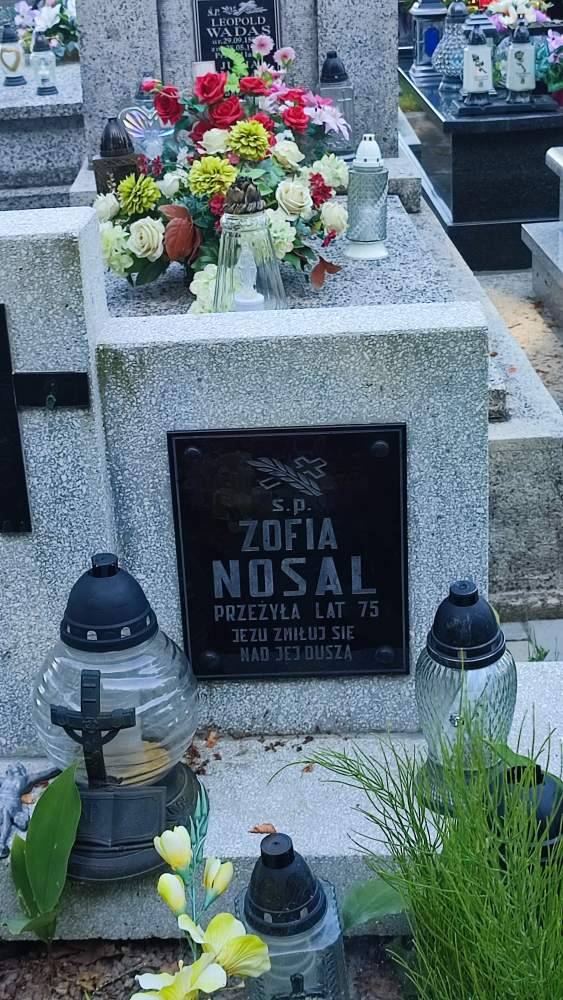 Ś.P.
LEOPOLD
WADAS
ś.p.
ZOFIA
NOSAL
PRZEŻYŁA LAT 75
JEZU ZMIŁUJ SIĘ
NAD JEJ DUSZĄ